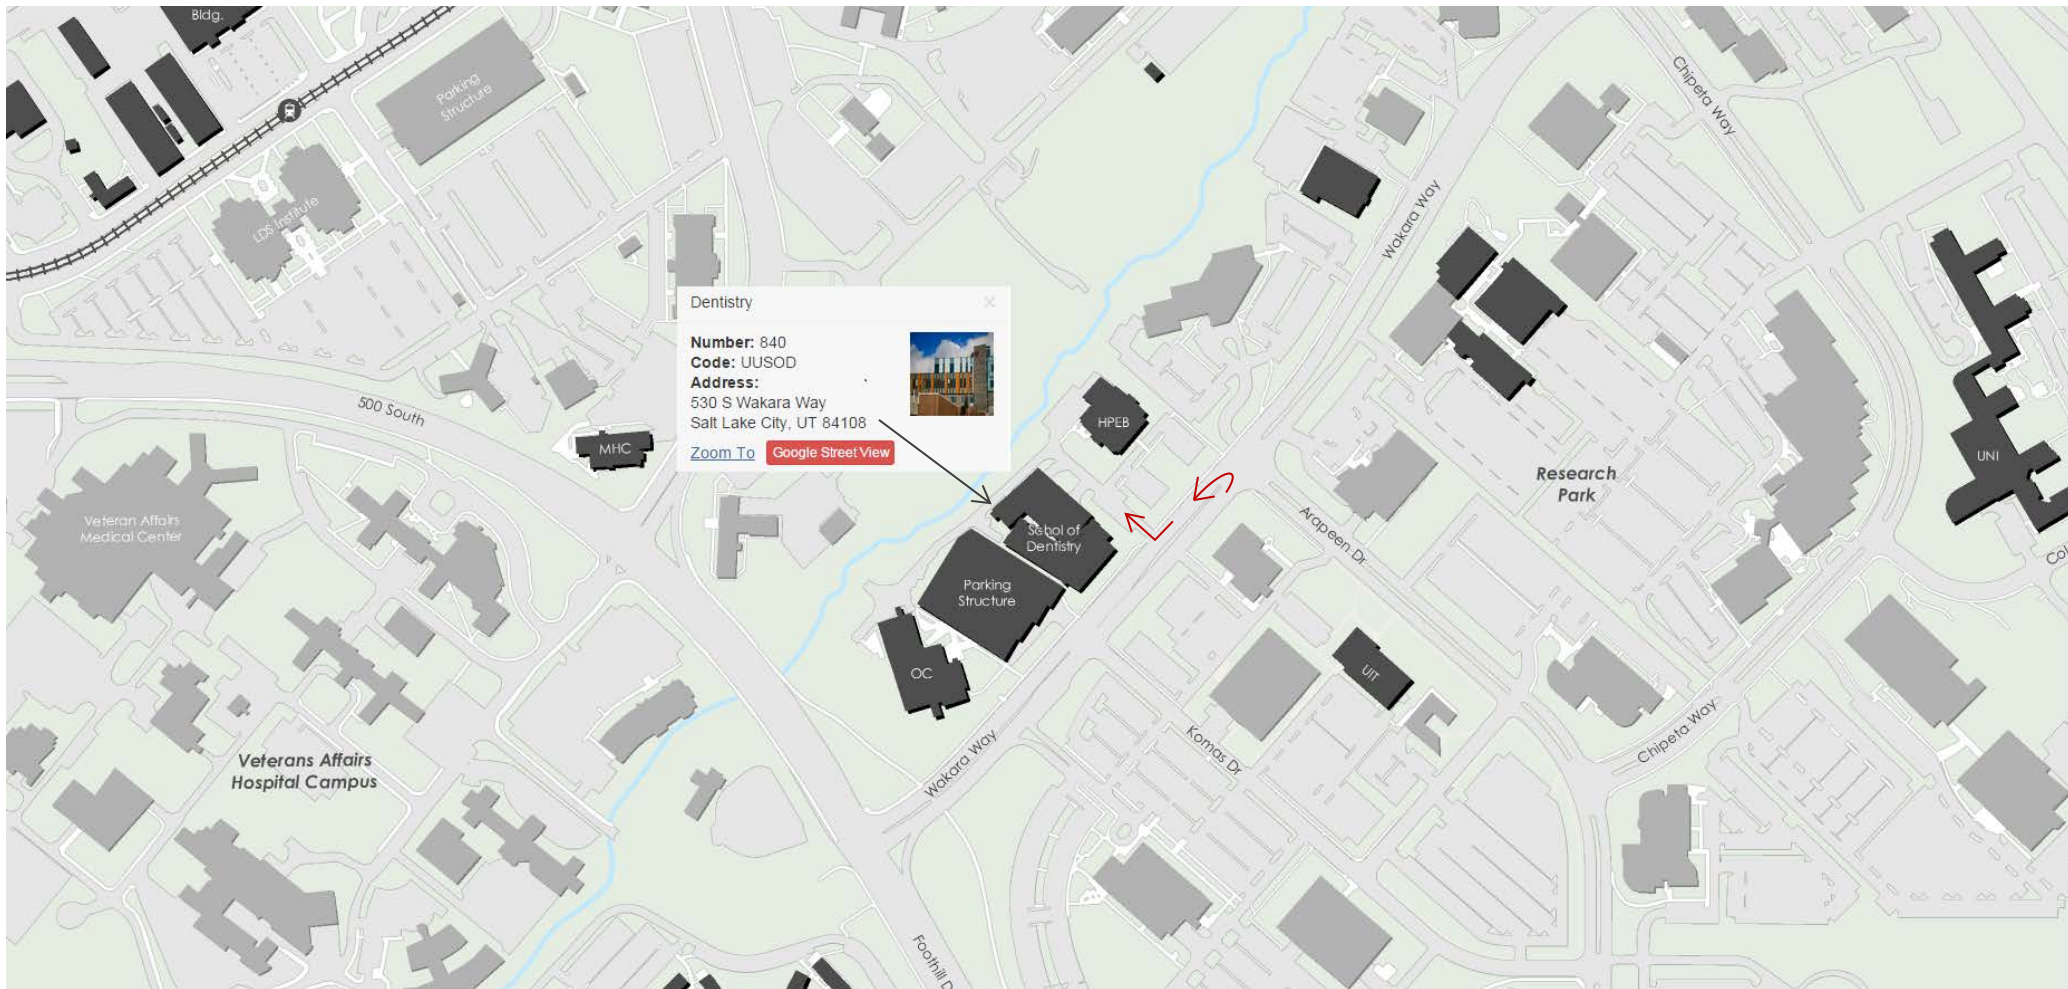 Bldg.
Parking
Structure
LDS Institute
Chipeta Way
Wakara Way
Dentistry
Number: 840
Code: UUSOD
Address:
530 S Wakara Way
Salt Lake City, UT 84108
Zoom To
Google Street View
500 South
MHC
HPEB
Veteran Affairs
Medical Center
Schol of
Dentistry
Parking
Structure
OC
Research
Park
UNI
Arapeen Dr
Col
UIT
Komas Dr
Chipeta Way
Wakara Way
Veterans Affairs
Hospital Campus
Foothill D